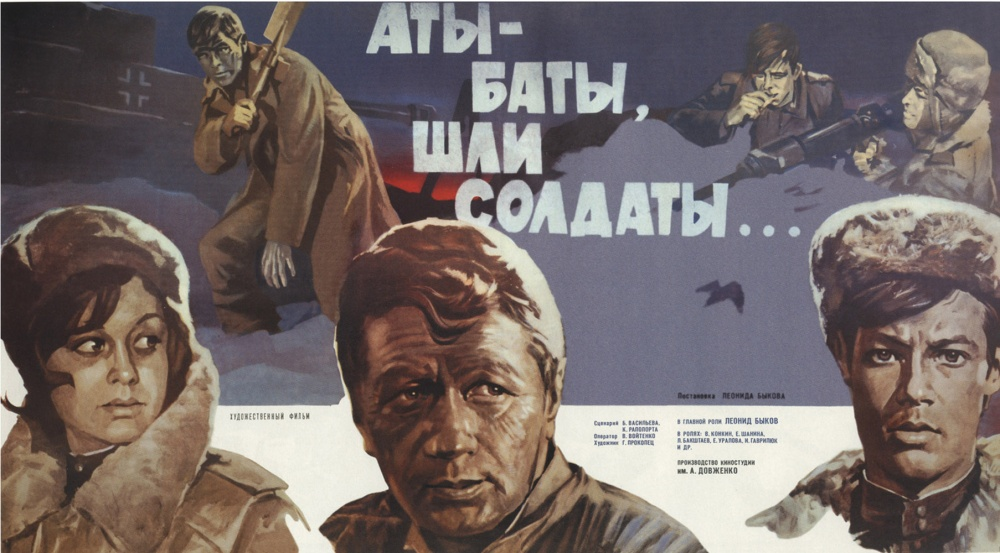 АТЫ-
БАТЫ,
ШЛИ
СОЛДАТЫ...
Постановка ЛЕОНИДА БЫКОВА
ХУДОЖЕСТВЕННЫЙ ФИЛЬМ
Сценарий Б. ВАСИЛЬЕВА,
К. РАПОПОРТА
Оператор В. ВОЙТЕНКО
Художник Г. ПРОКОПЕЦ
В ГЛАВНОЙ РОЛИ ЛЕОНИД БЫКОВ
В РОЛЯХ: В. КОНКИН, Е. ШАНИНА,
Л. БАКШТАЕВ, Е. УРАЛОВА, И. ГАВРИЛЮК
И ДР.
ПРОИЗВОДСТВО КИНОСТУДИИ
ИМ. А. ДОВЖЕНКО